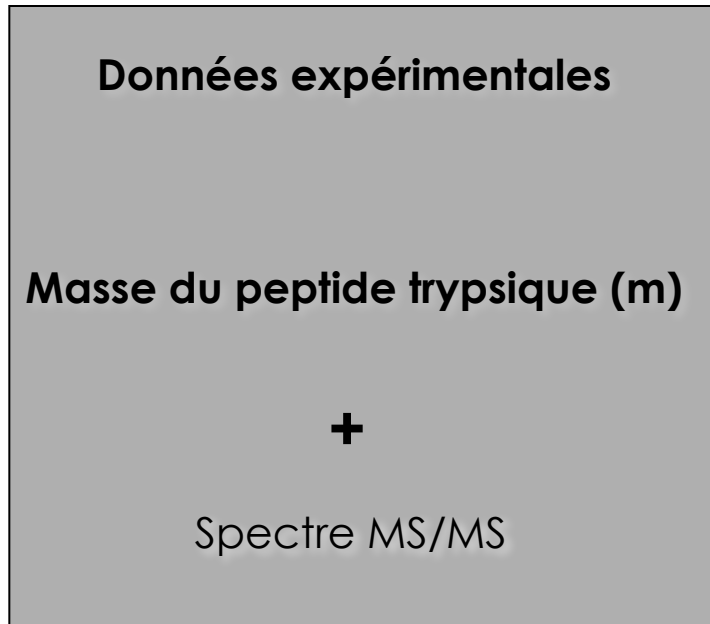 Données expérimentales
Masse du peptide trypsique (m)
+
Spectre MS/MS